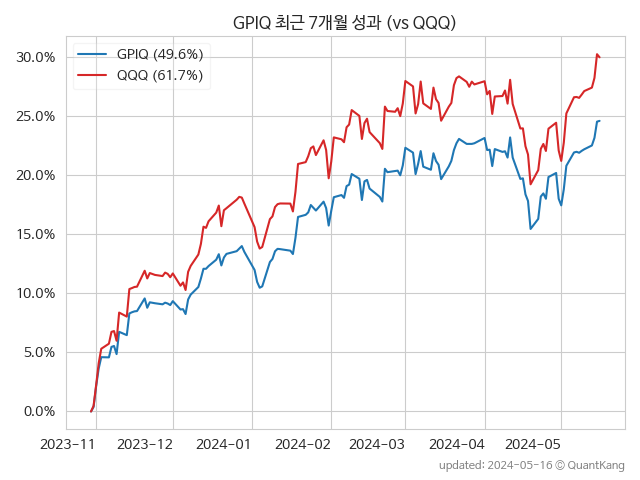 GPIQ 최근 7개월 성과 (vs QQQ)
GPIQ (49.6%)
QQQ (61.7%)
30.0%
25.0%
20.0%
15.0%
10.0%
5.0%
0.0%
2023-11 2023-12 2024-01 2024-02 2024-03 2024-04 2024-05
updated: 2024-05-16 © QuantKang